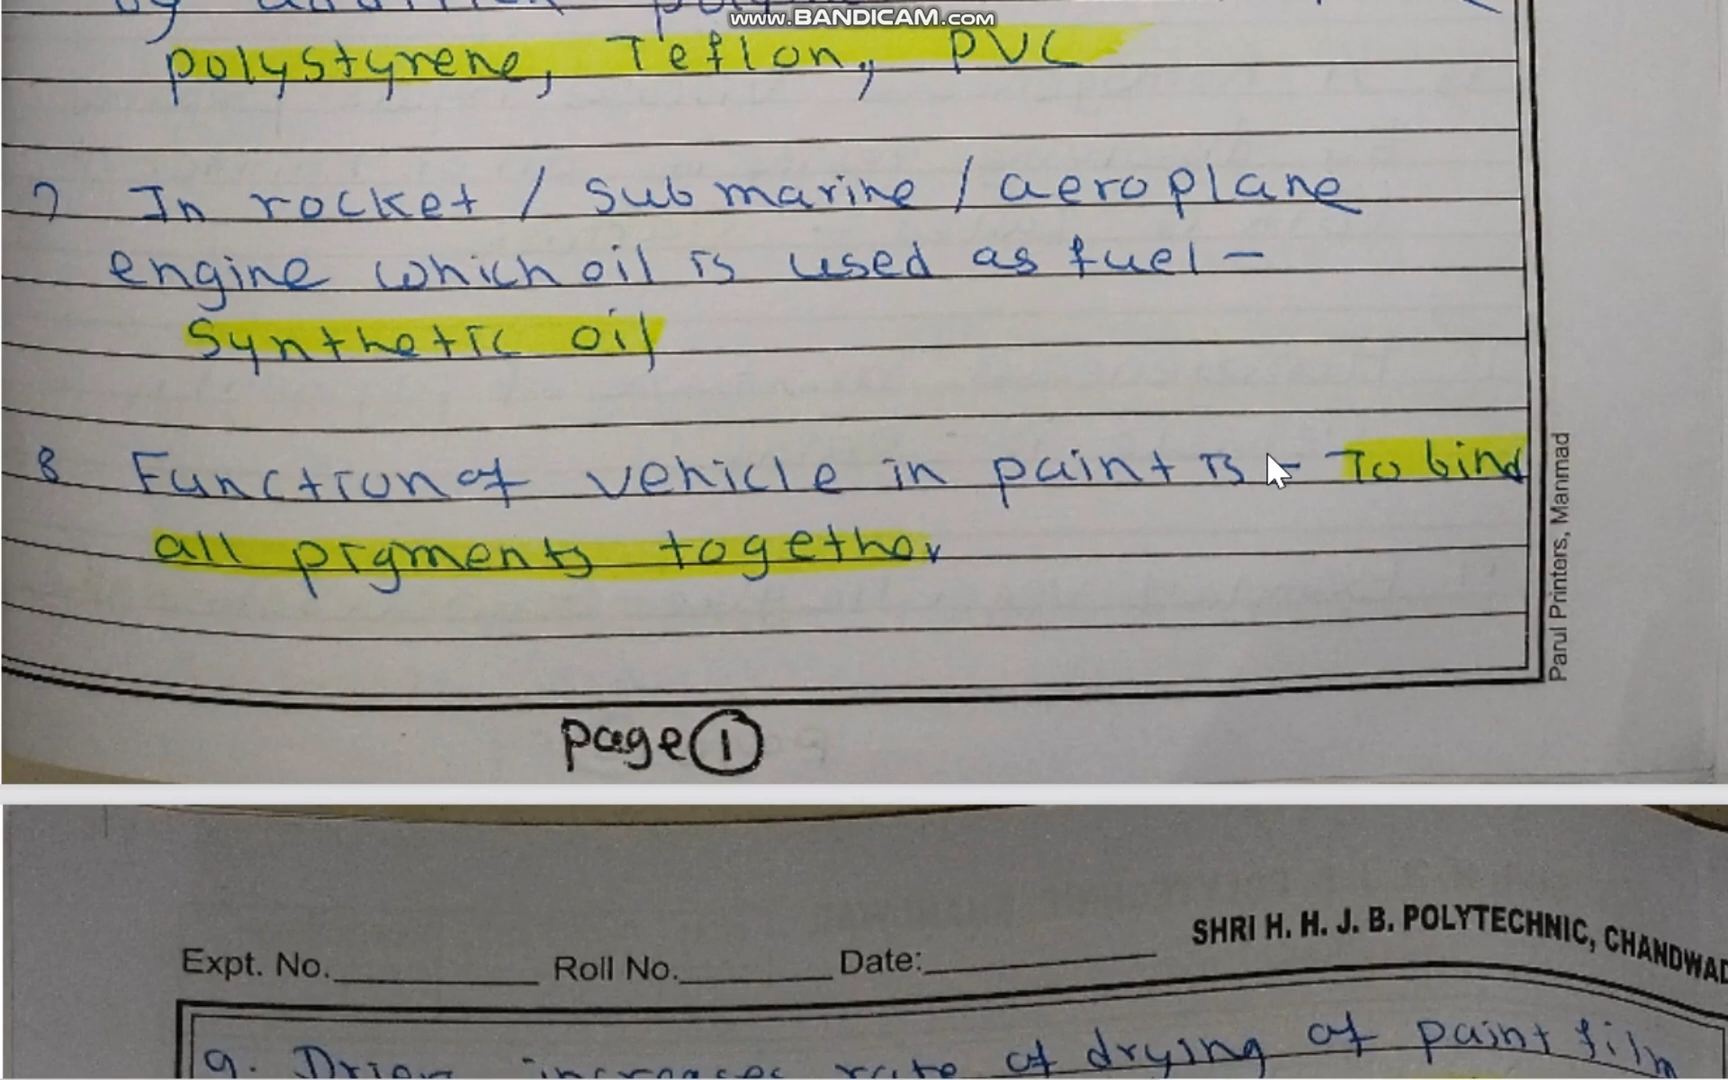 www.BANDICAM.com
polystyrene, Teflon, PVC
7 In rocket / submarine / aeroplane
engine which oil is used as fuel -
Synthetic oil
8 Function of vehicle in paint is - To bind
all pigments together
Parul Printers, Manmad
page 1
SHRI H. H. J. B. POLYTECHNIC, CHANDWAD
Expt. No. Roll No. Date:
9. Drier increases rate of drying of paint film